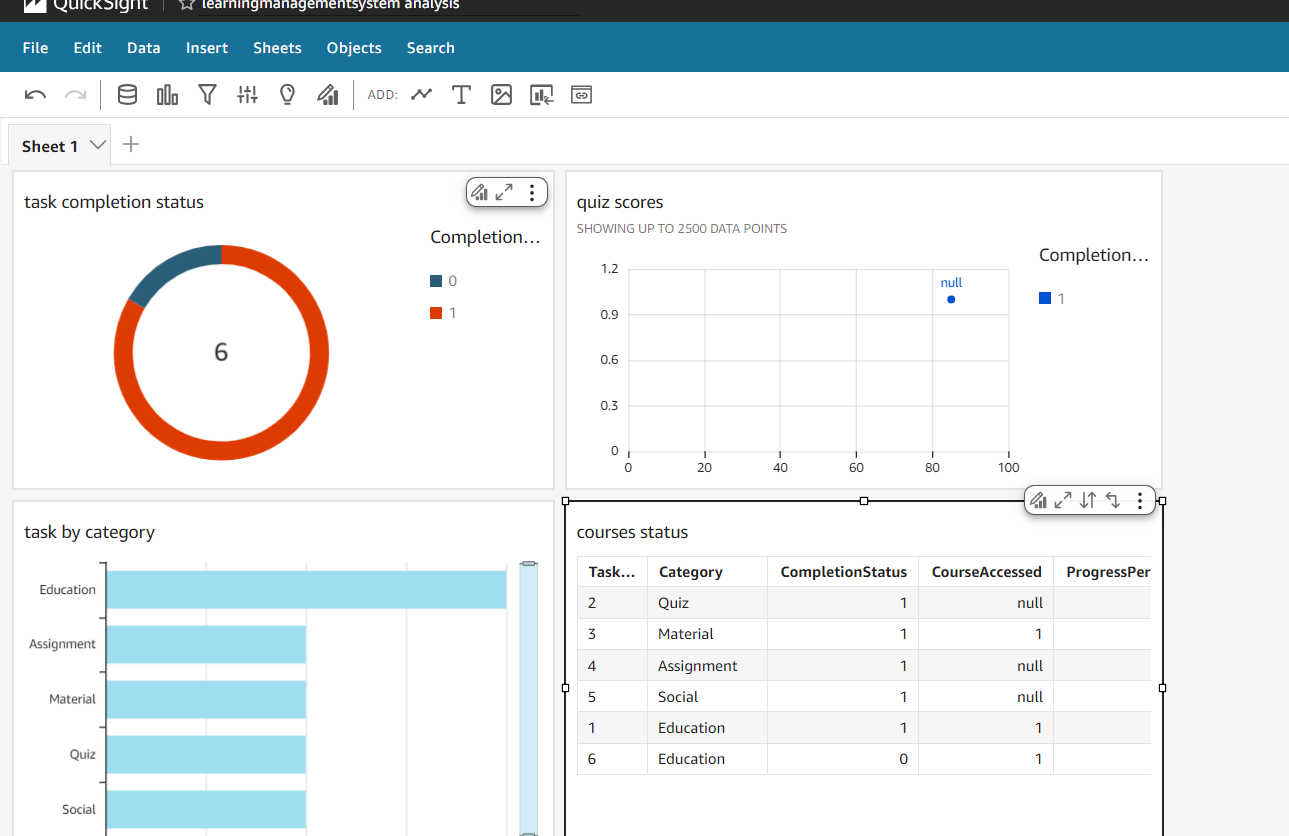 QuickSight learningmanagementsystem analysis
File Edit Data Insert Sheets Objects Search
ADD:
Sheet 1
task completion status
Completion...
0
1
6
quiz scores
SHOWING UP TO 2500 DATA POINTS
Completion...
1
null
1.2
0.9
0.6
0.3
0
0 20 40 60 80 100
task by category
Education
Assignment
Material
Quiz
Social
courses status
Task... Category CompletionStatus CourseAccessed ProgressPer
2 Quiz 1 null
3 Material 1 1
4 Assignment 1 null
5 Social 1 null
1 Education 1 1
6 Education 0 1